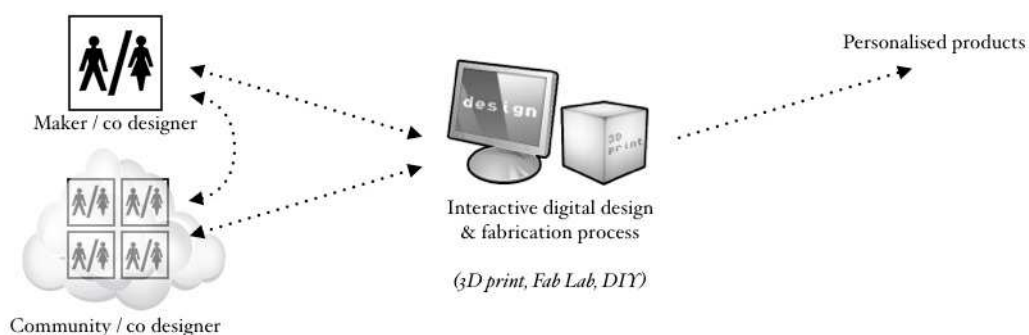 Personalised products
Maker / co designer
design
3D
print
Interactive digital design
& fabrication process
(3D print, Fab Lab, DIY)
Community / co designer